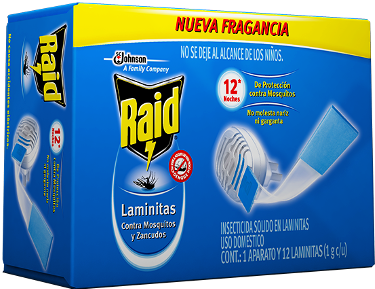 NUEVA FRAGANCIA
NO SE DEJE AL ALCANCE DE LOS NIÑOS.
SC Johnson
A Family Company
Raid
Laminitas
Contra Mosquitos
y Zancudos
12*
Noches
De Protección
contra Mosquitos
No molesta nariz
ni garganta
INSECTICIDA SOLIDO EN LAMINITAS
USO DOMESTICO
CONT.: 1 APARATO Y 12 LAMINITAS (1 g c/u)
Raid
12*
Noches